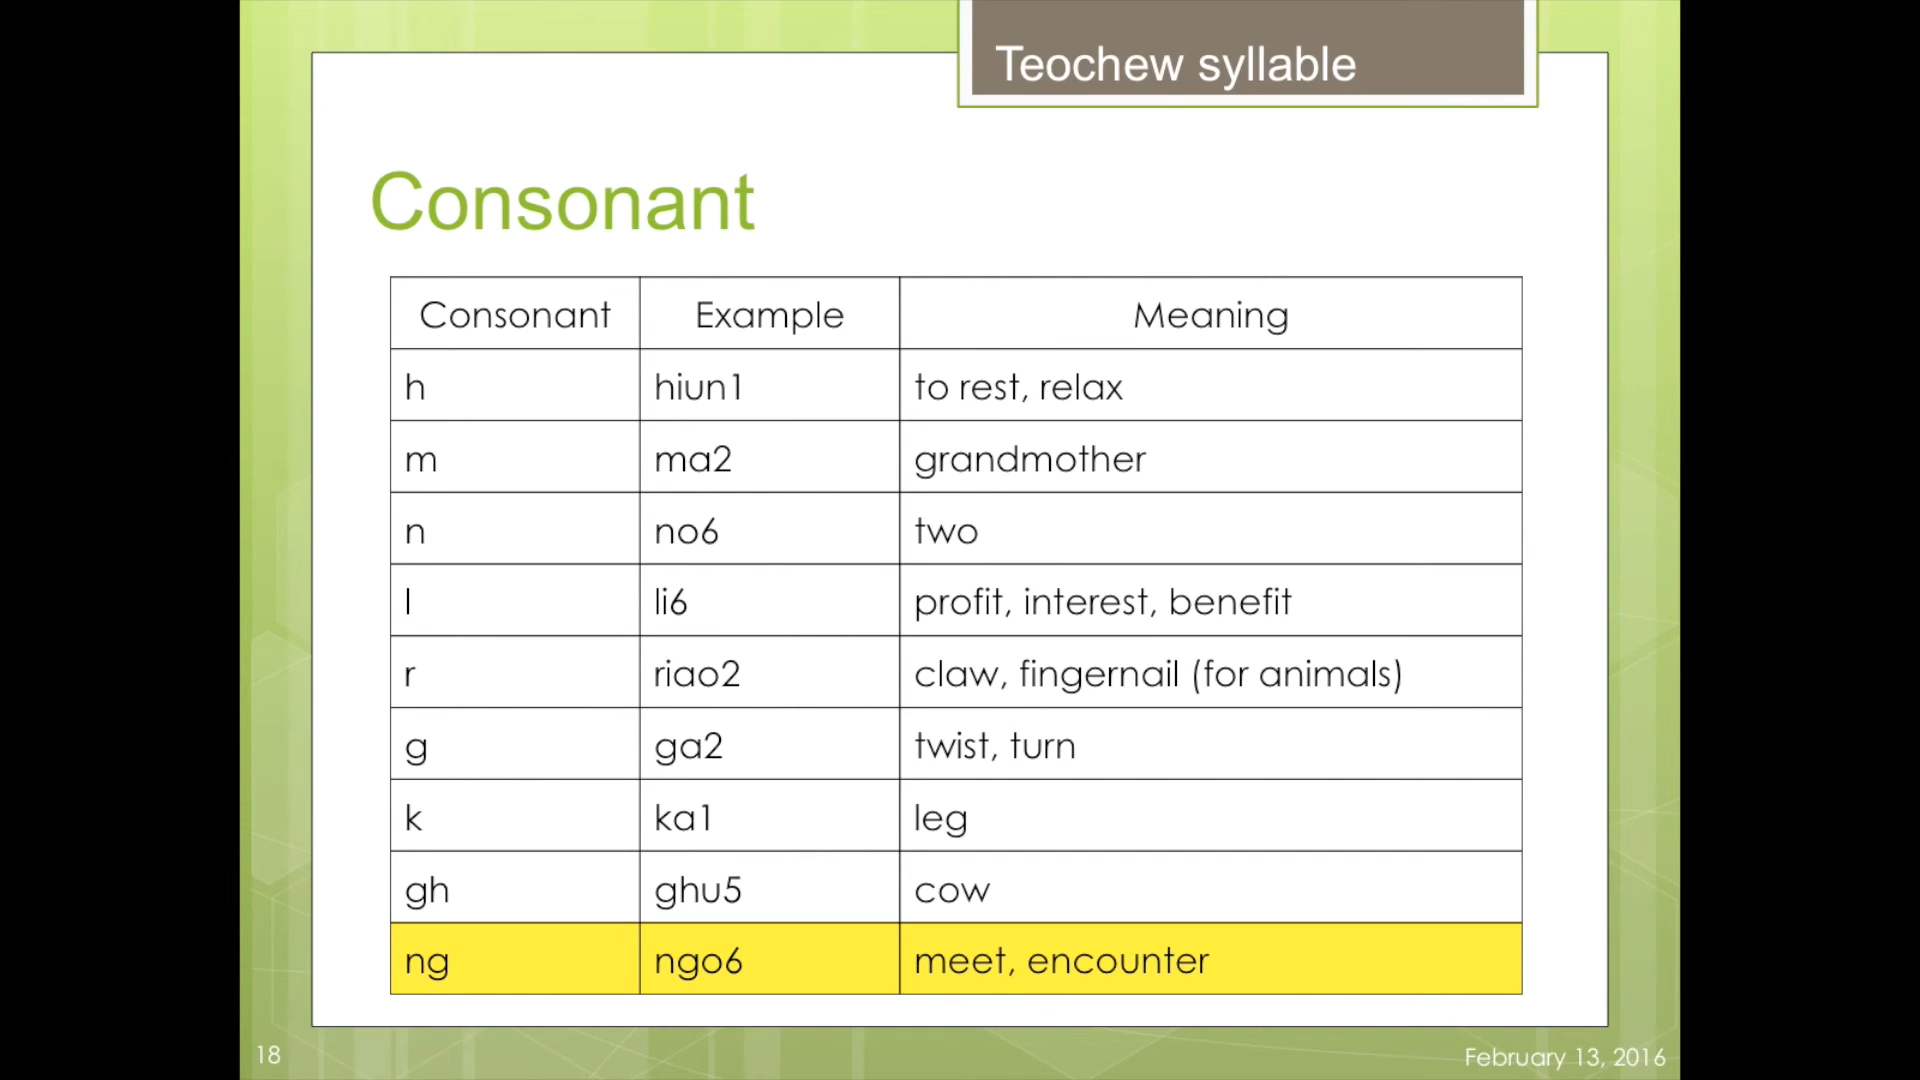 Teochew syllable
Consonant
Consonant Example Meaning
h hiun1 to rest, relax
m ma2 grandmother
n no6 two
l li6 profit, interest, benefit
r riao2 claw, fingernail (for animals)
g ga2 twist, turn
k ka1 leg
gh ghu5 cow
ng ngo6 meet, encounter
18 February 13, 2016